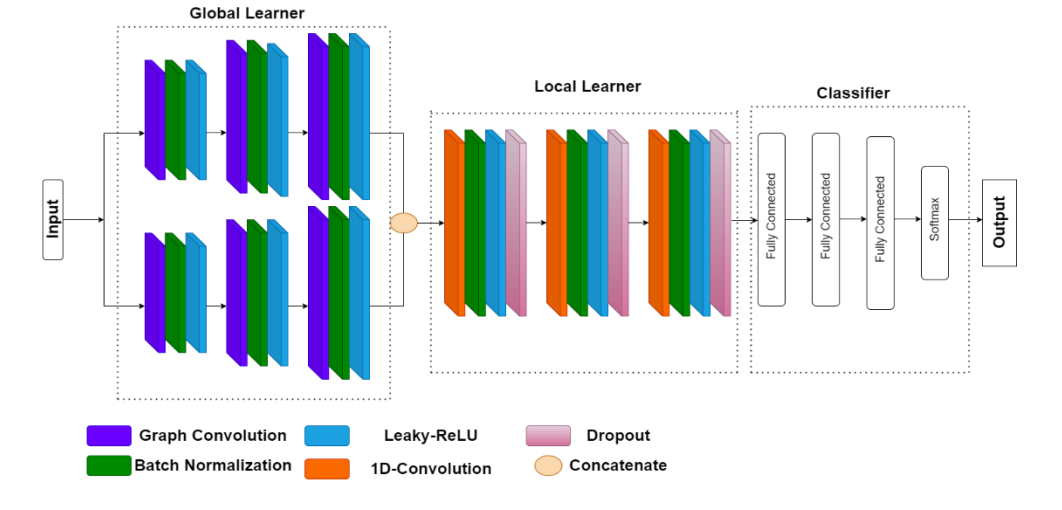 Global Learner
Local Learner
Classifier
Input
Fully Connected
Fully Connected
Fully Connected
Softmax
Output
Graph Convolution
Leaky-ReLU
Dropout
Batch Normalization
1D-Convolution
Concatenate